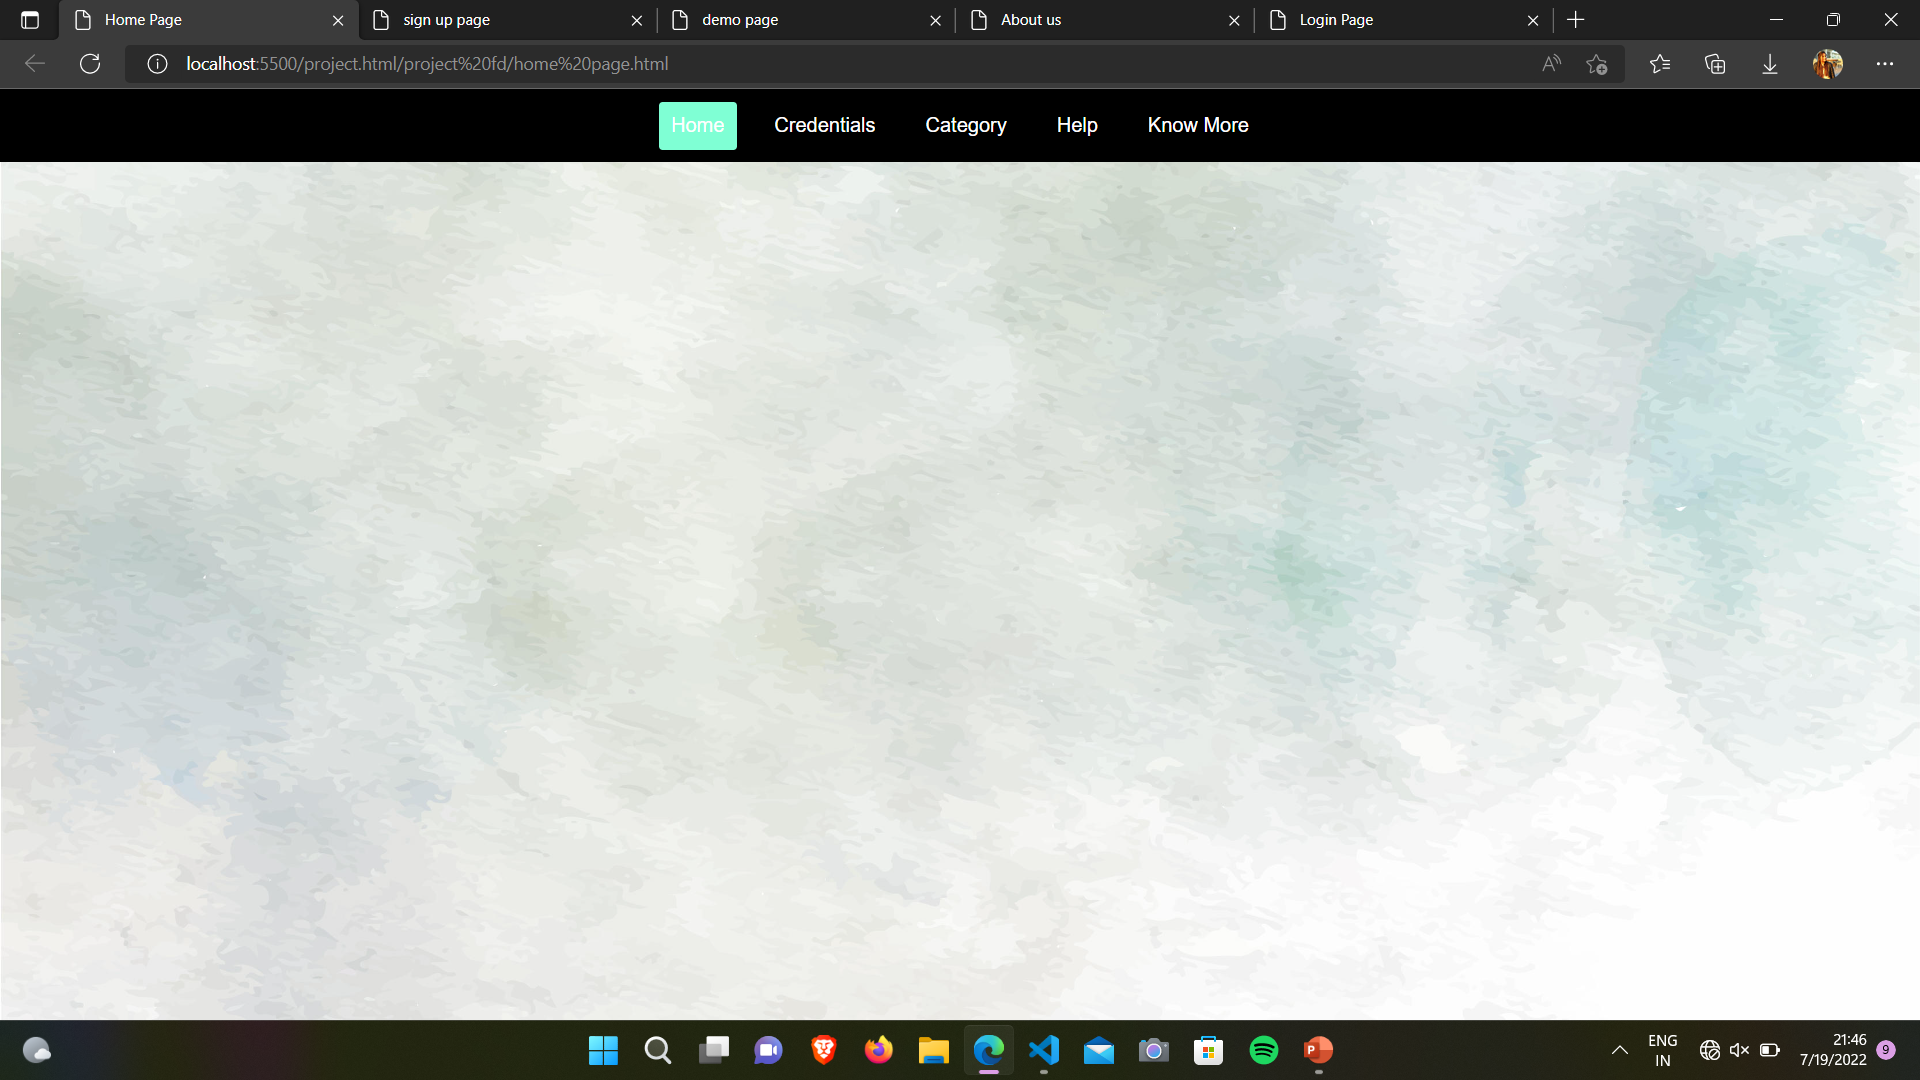 Home Page
sign up page
demo page
About us
Login Page
localhost:5500/project.html/project%20fd/home%20page.html
Home
Credentials
Category
Help
Know More
ENG
IN
21:46
7/19/2022
9